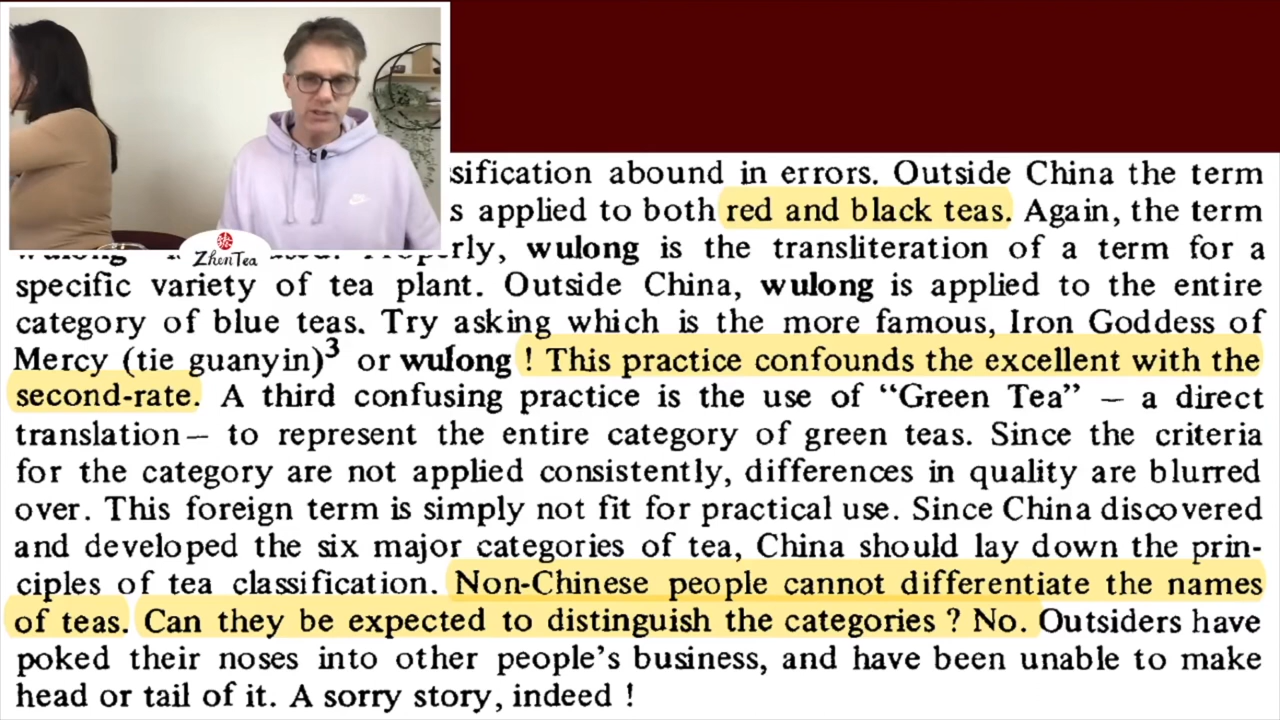 ZhenTea
ssification abound in errors. Outside China the term
s applied to both red and black teas. Again, the term
wulong is the transliteration of a term for a
specific variety of tea plant. Outside China, wulong is applied to the entire
category of blue teas. Try asking which is the more famous, Iron Goddess of
Mercy (tie guanyin)3 or wulong ! This practice confounds the excellent with the
second-rate. A third confusing practice is the use of “Green Tea” – a direct
translation– to represent the entire category of green teas. Since the criteria
for the category are not applied consistently, differences in quality are blurred
over. This foreign term is simply not fit for practical use. Since China discovered
and developed the six major categories of tea, China should lay down the prin-
ciples of tea classification. Non-Chinese people cannot differentiate the names
of teas. Can they be expected to distinguish the categories ? No. Outsiders have
poked their noses into other people's business, and have been unable to make
head or tail of it. A sorry story, indeed !